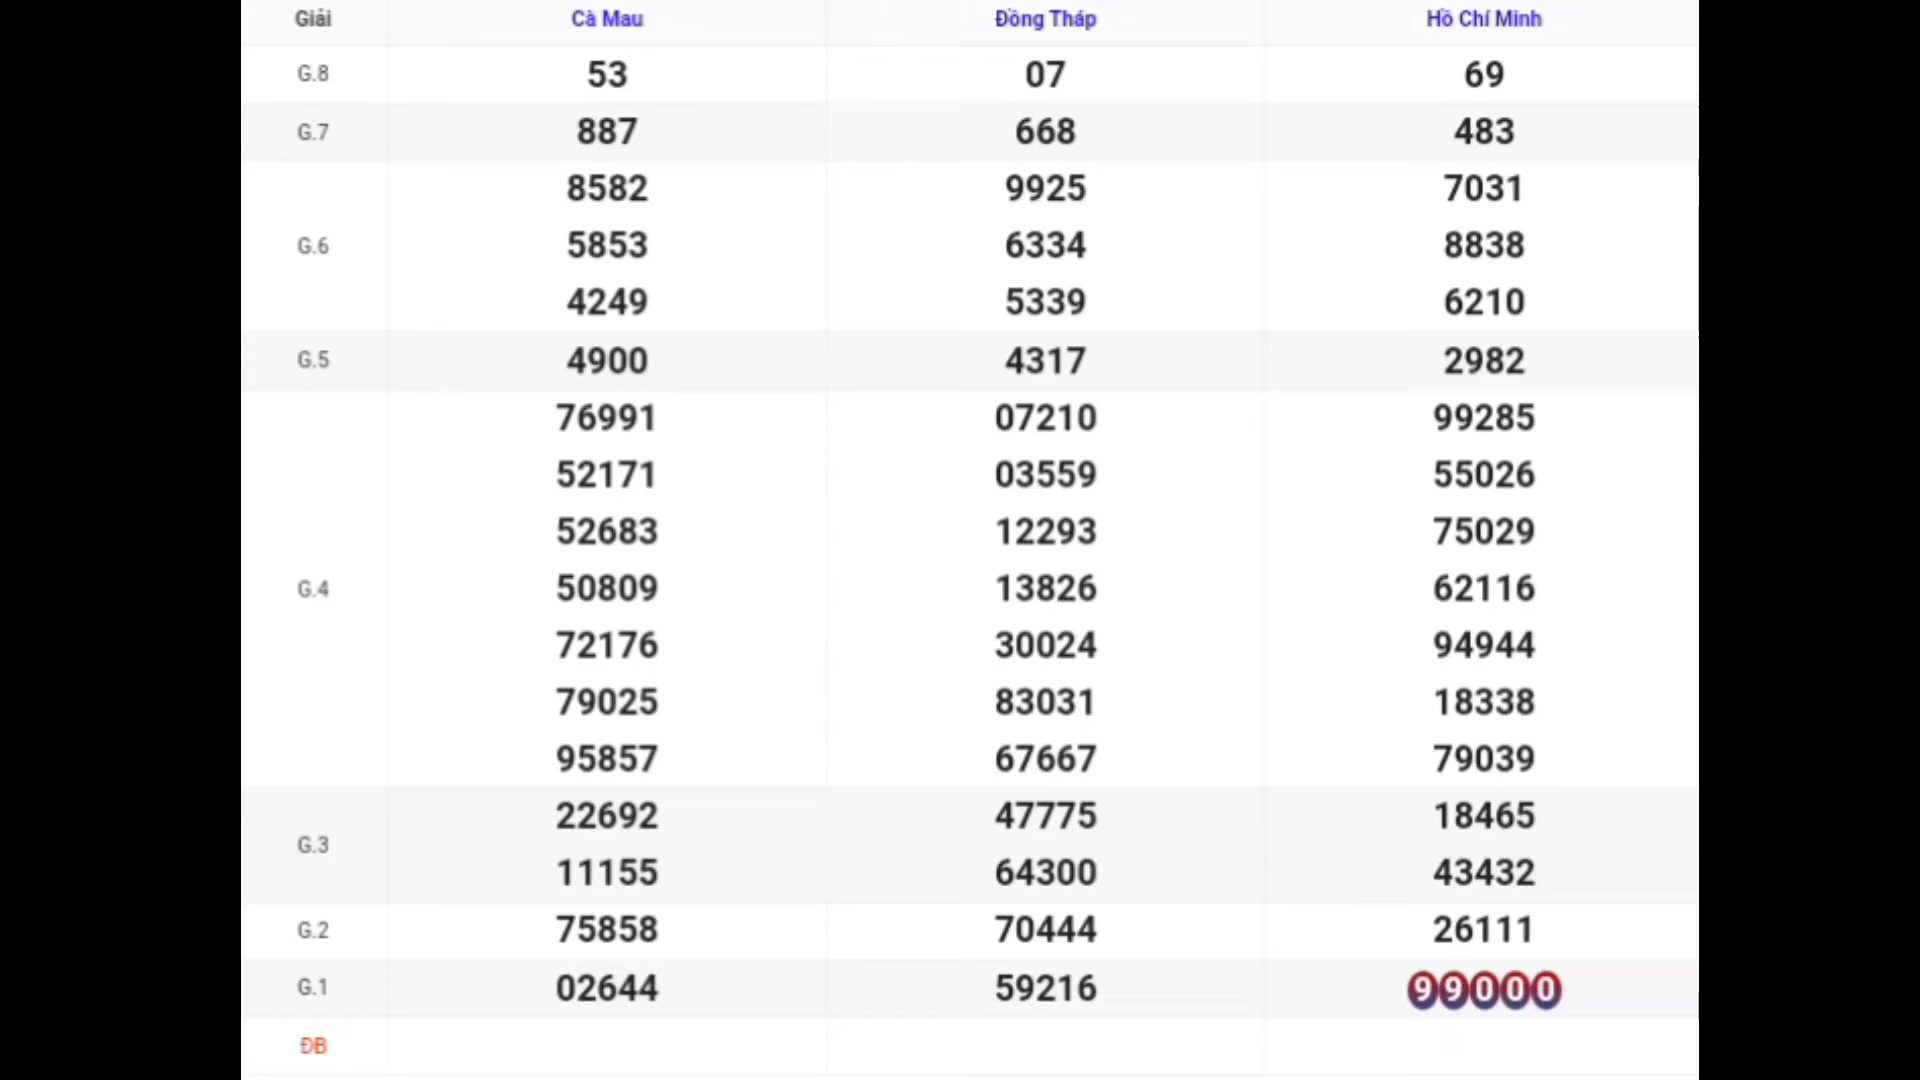 Giải Cà Mau Đồng Tháp Hồ Chí Minh
G.8 53 07 69
G.7 887 668 483
8582 9925 7031
G.6 5853 6334 8838
4249 5339 6210
G.5 4900 4317 2982
76991 07210 99285
52171 03559 55026
52683 12293 75029
G.4 50809 13826 62116
72176 30024 94944
79025 83031 18338
95857 67667 79039
22692 47775 18465
G.3
11155 64300 43432
G.2 75858 70444 26111
G.1 02644 59216 99000
ĐB